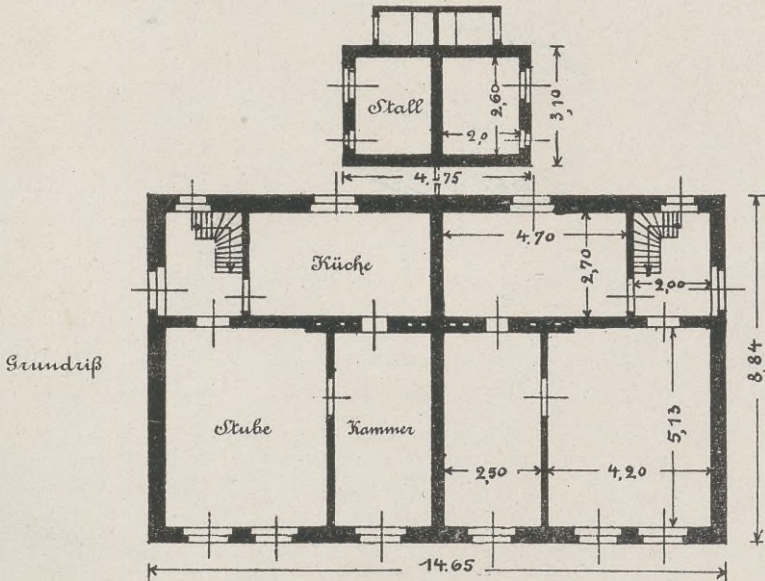 Stall
2,60
3,10
2,0
4.75
Küche
4.70
2,70
2,00
Grundriß
8,84
Stube
Kammer
5,13
2,50
4,20
14.65